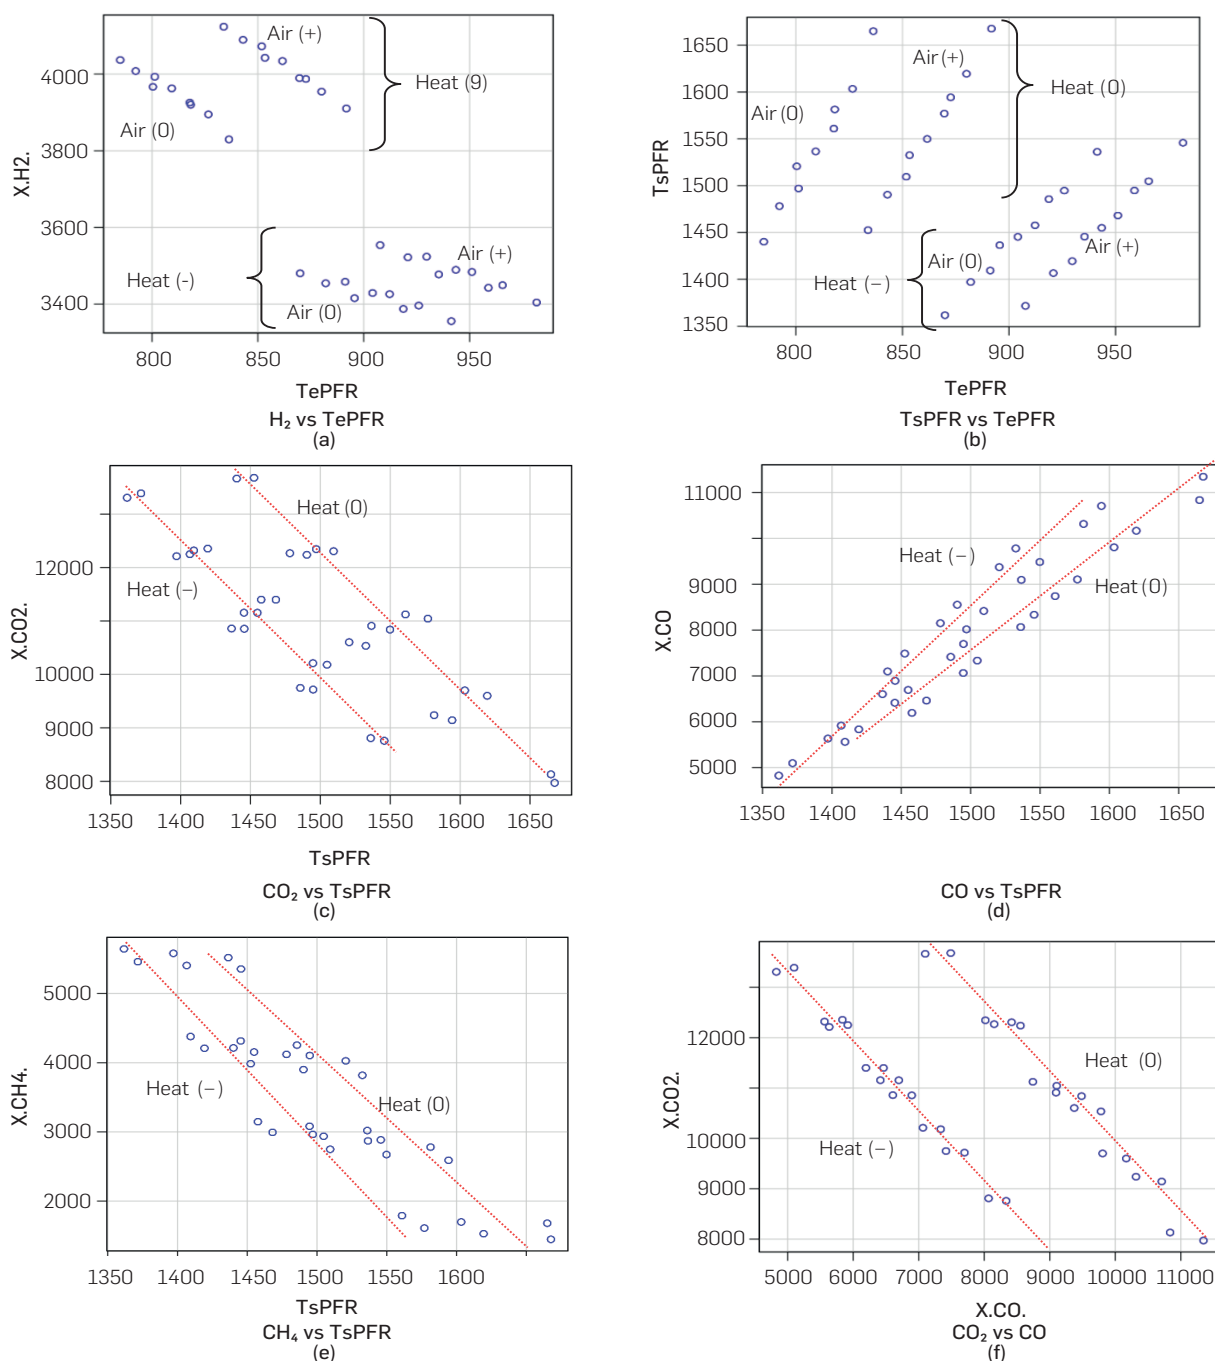 X.H2.
4000
3800
3600
3400
800
850
900
950
Air (+)
Heat (9)
Air (0)
Heat (-)
Air (+)
Air (0)
TePFR
H₂ vs TePFR
(a)
TsPFR
1650
1600
1550
1500
1450
1400
1350
800
850
900
950
Air (+)
Heat (0)
Air (0)
Air (0)
Air (+)
Heat (–)
TePFR
TsPFR vs TePFR
(b)
X.CO2.
12000
10000
9000
8000
1350
1400
1450
1500
1550
1600
1650
Heat (0)
Heat (–)
TsPFR
CO₂ vs TsPFR
(c)
X.CO
11000
9000
8000
7000
6000
5000
1350
1400
1450
1500
1550
1600
1650
Heat (–)
Heat (0)
CO vs TsPFR
(d)
X.CH4.
5000
4000
3000
2000
1350
1400
1450
1500
1550
1600
Heat (–)
Heat (0)
TsPFR
CH₄ vs TsPFR
(e)
X.CO2.
12000
10000
9000
8000
5000
6000
7000
8000
9000
10000
11000
Heat (0)
Heat (–)
X.CO.
CO₂ vs CO
(f)